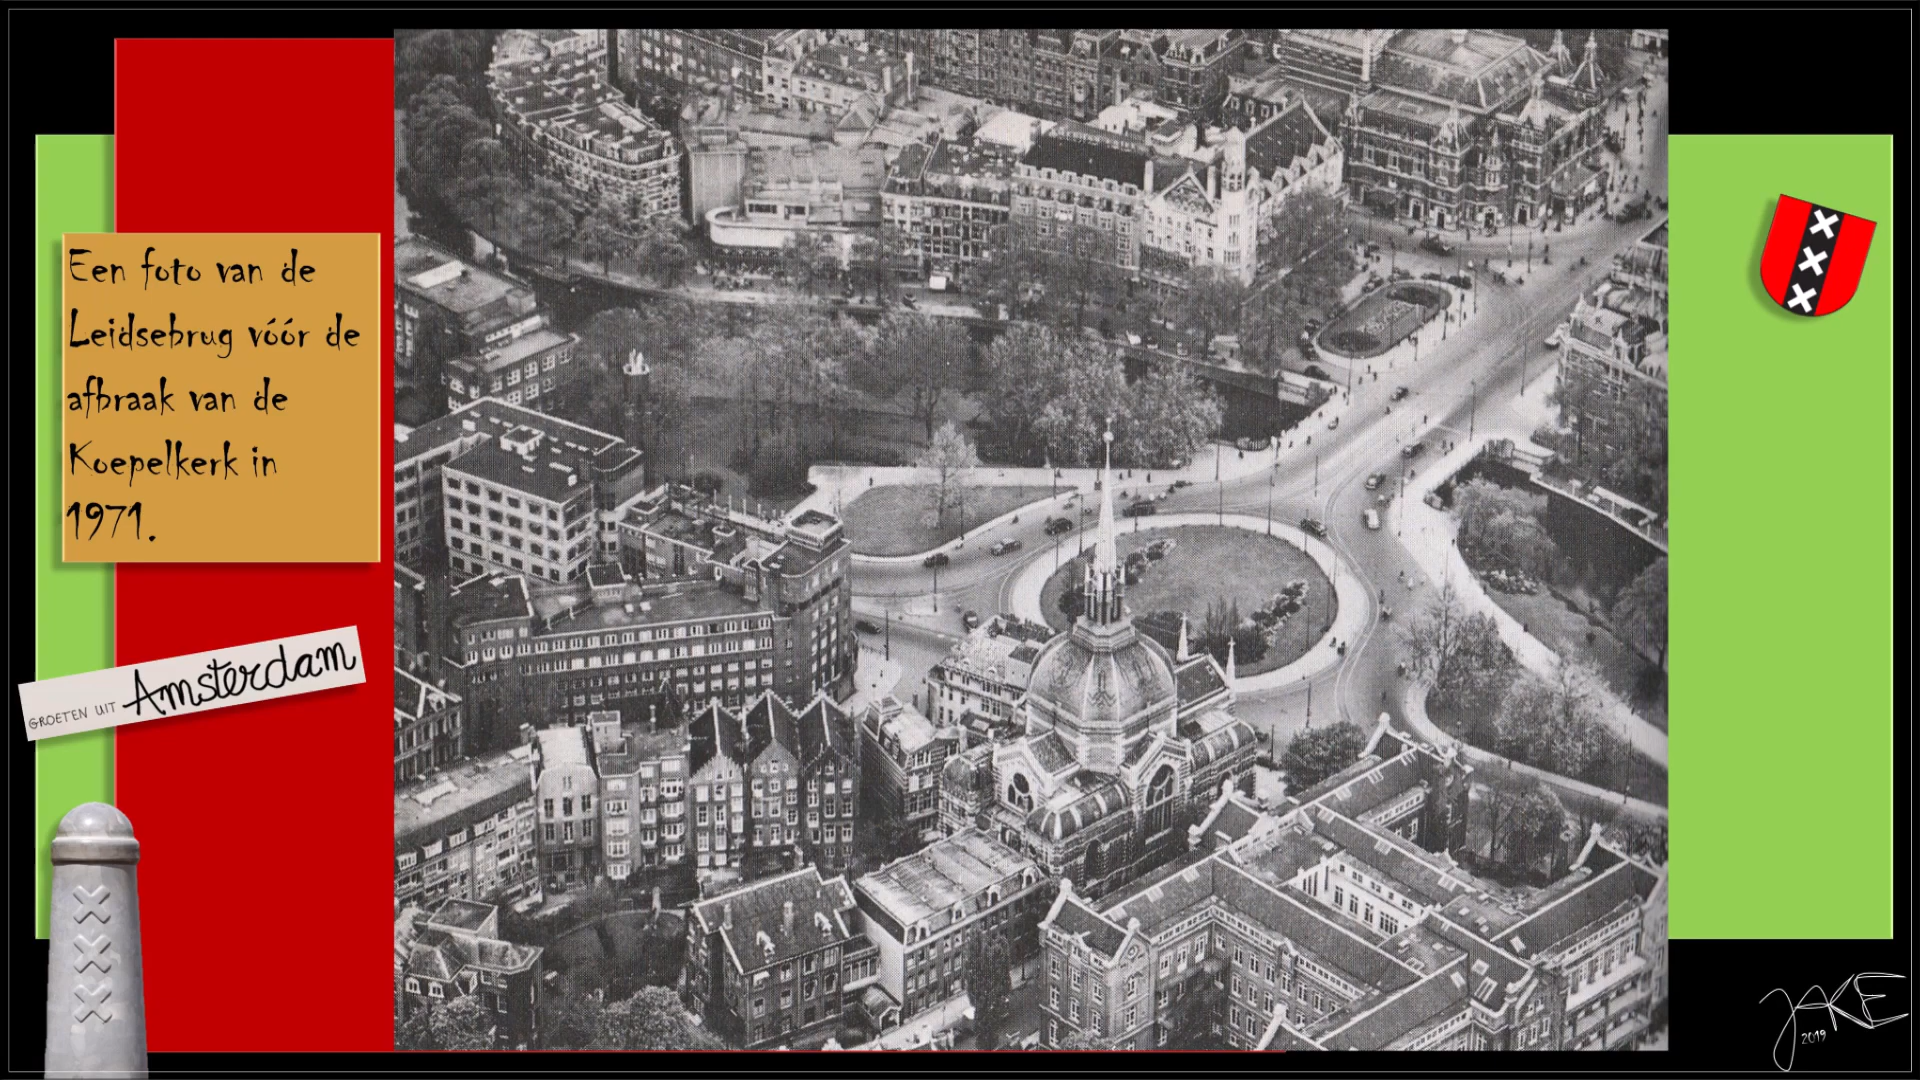 Een foto van de
Leidsebrug vóór de
afbraak van de
Koepelkerk in
1971.
GROETEN UIT Amsterdam
JAKE
2019